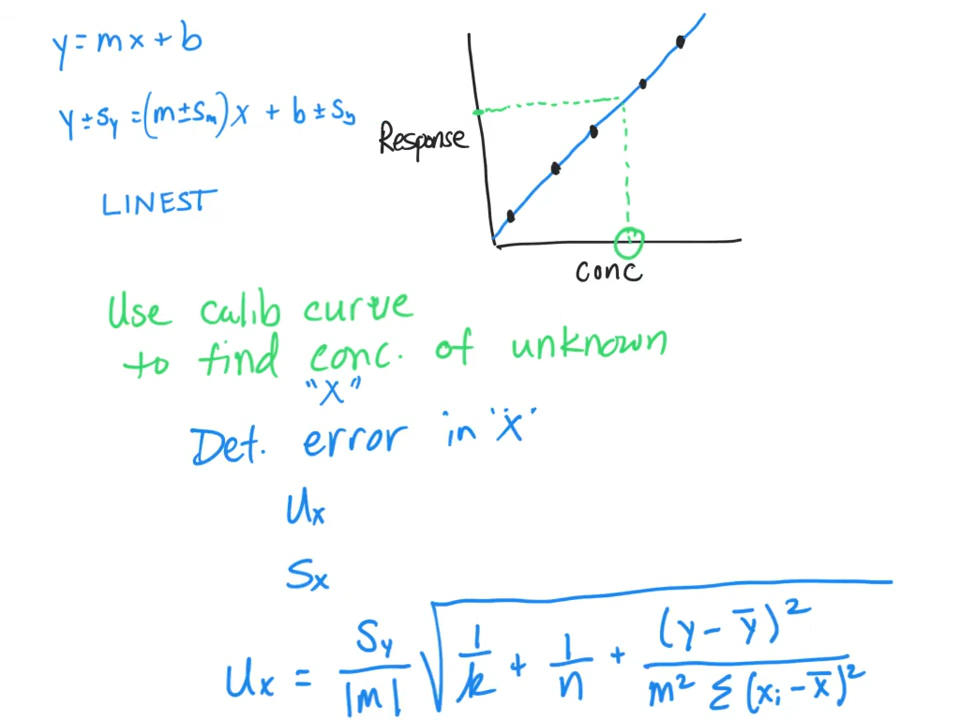 y = mx + b
y ± sy = (m ± sm)x + b ± sb
Response
LINEST
Conc
Use calib curve
to find conc. of unknown
"x"
Det. error in "x"
Ux
Sx
Ux = Sy/|m| √(1/k + 1/n + (y - ȳ)²/(m² Σ(xi - x̄)²))